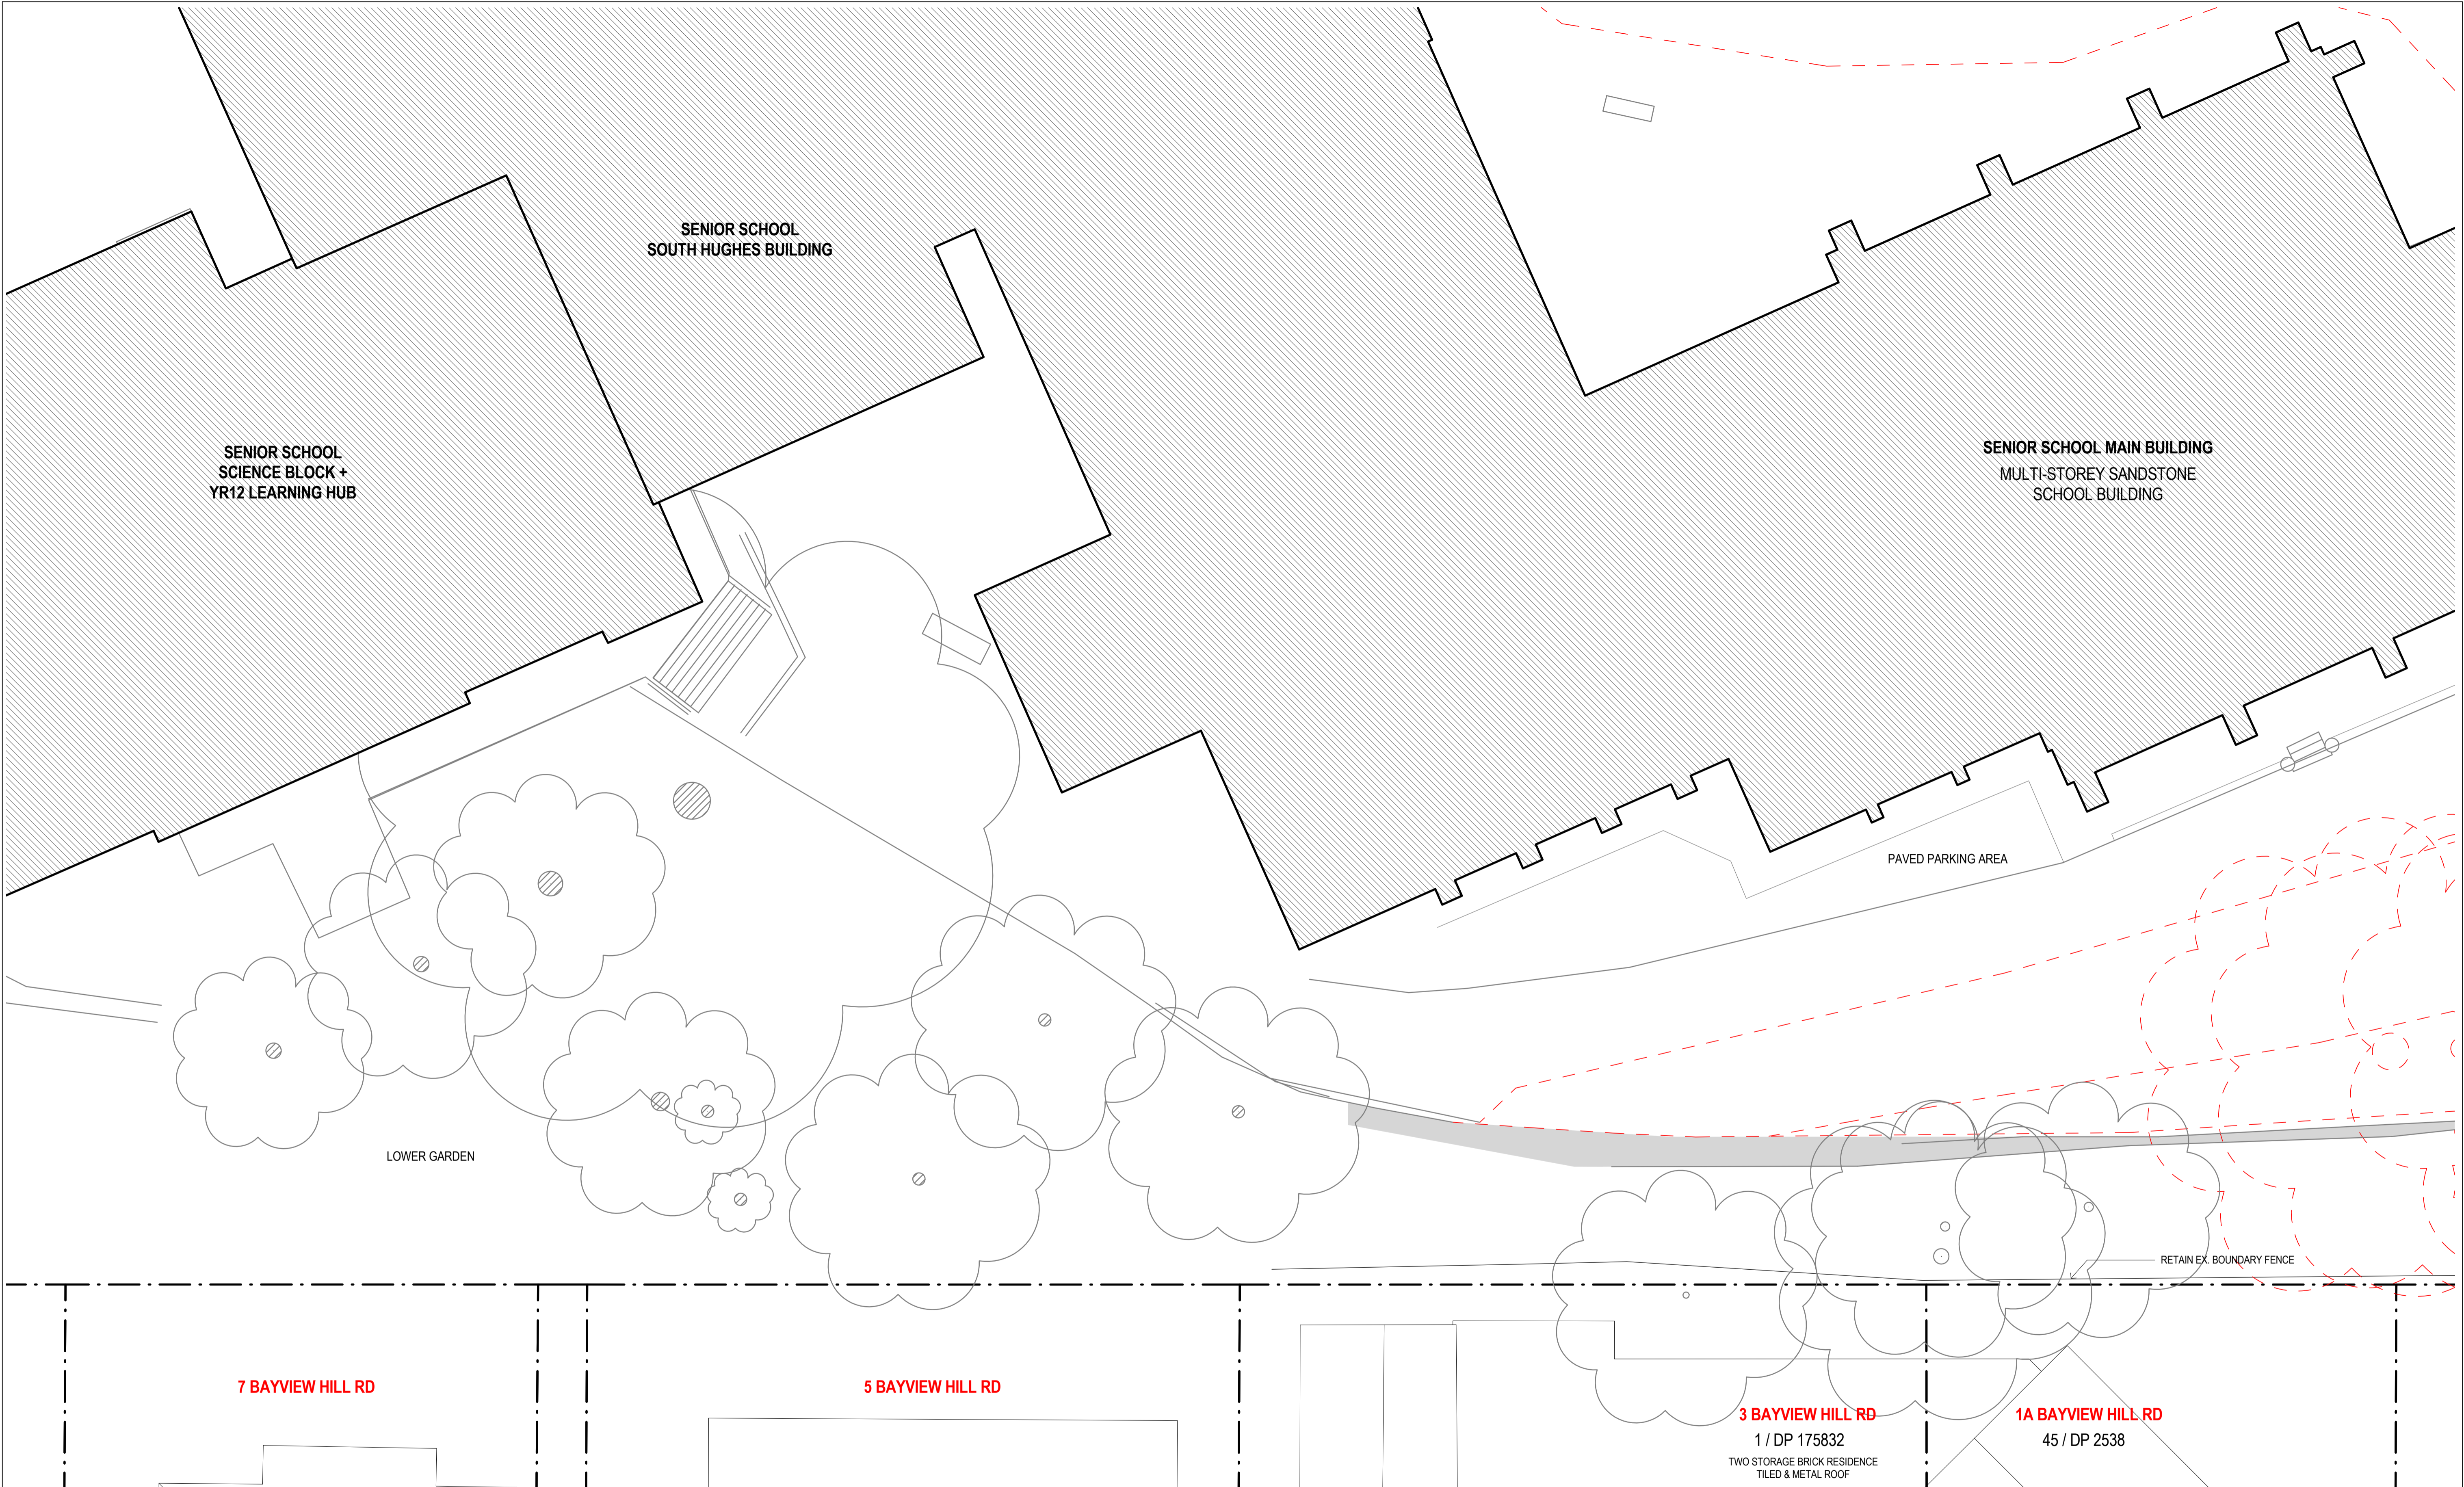 SENIOR SCHOOL
SOUTH HUGHES BUILDING
SENIOR SCHOOL
SCIENCE BLOCK +
YR12 LEARNING HUB
SENIOR SCHOOL MAIN BUILDING
MULTI-STOREY SANDSTONE
SCHOOL BUILDING
PAVED PARKING AREA
LOWER GARDEN
RETAIN EX. BOUNDARY FENCE
7 BAYVIEW HILL RD
5 BAYVIEW HILL RD
3 BAYVIEW HILL RD
1 / DP 175832
TWO STORAGE BRICK RESIDENCE
TILED & METAL ROOF
1A BAYVIEW HILL RD
45 / DP 2538